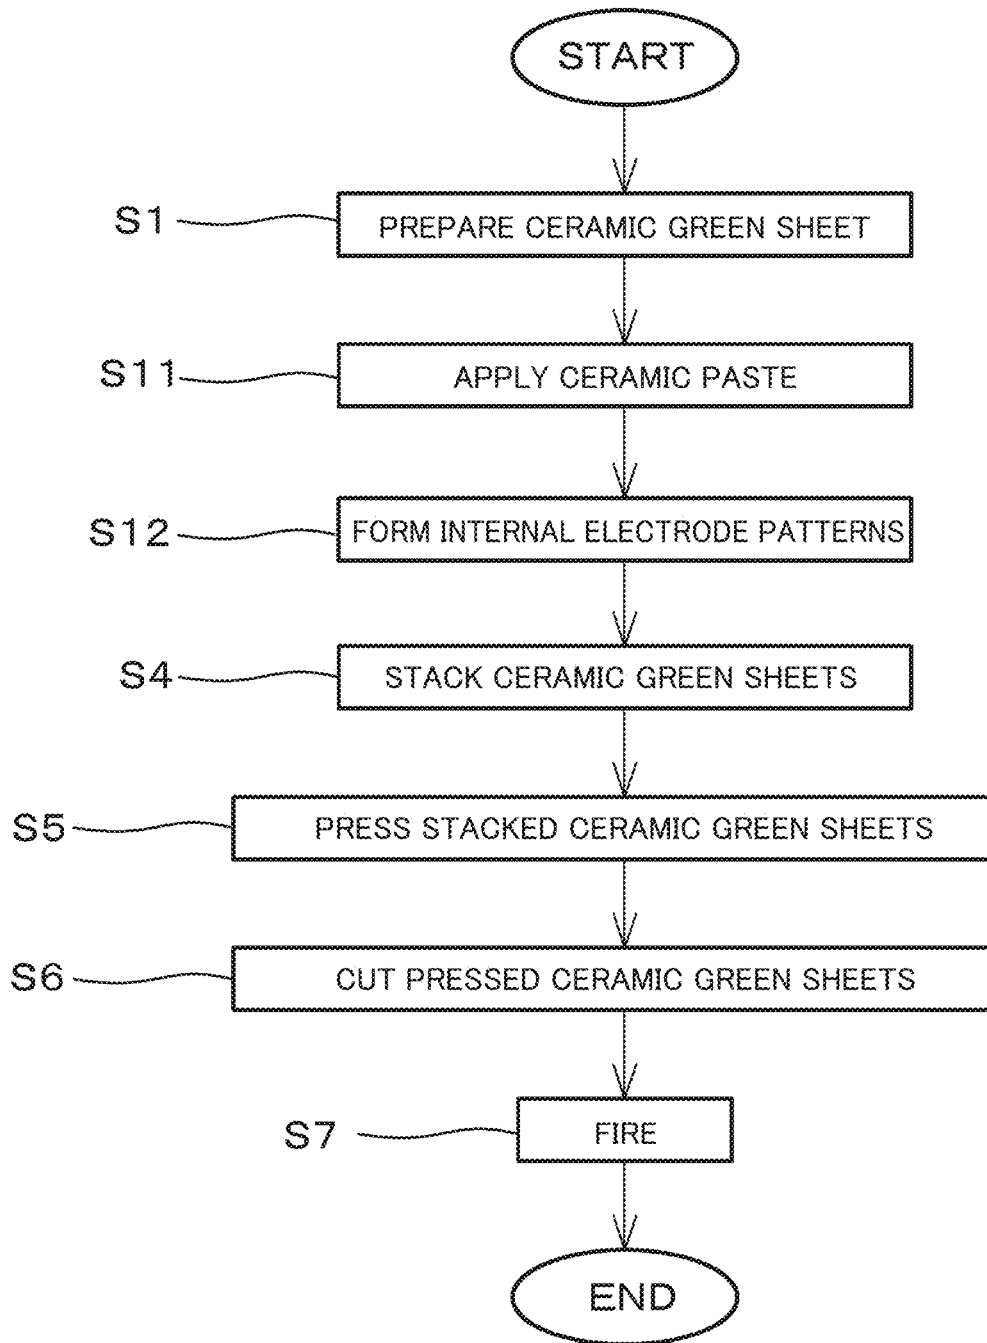 START
S1
PREPARE CERAMIC GREEN SHEET
S11
APPLY CERAMIC PASTE
S12
FORM INTERNAL ELECTRODE PATTERNS
S4
STACK CERAMIC GREEN SHEETS
S5
PRESS STACKED CERAMIC GREEN SHEETS
S6
CUT PRESSED CERAMIC GREEN SHEETS
S7
FIRE
END